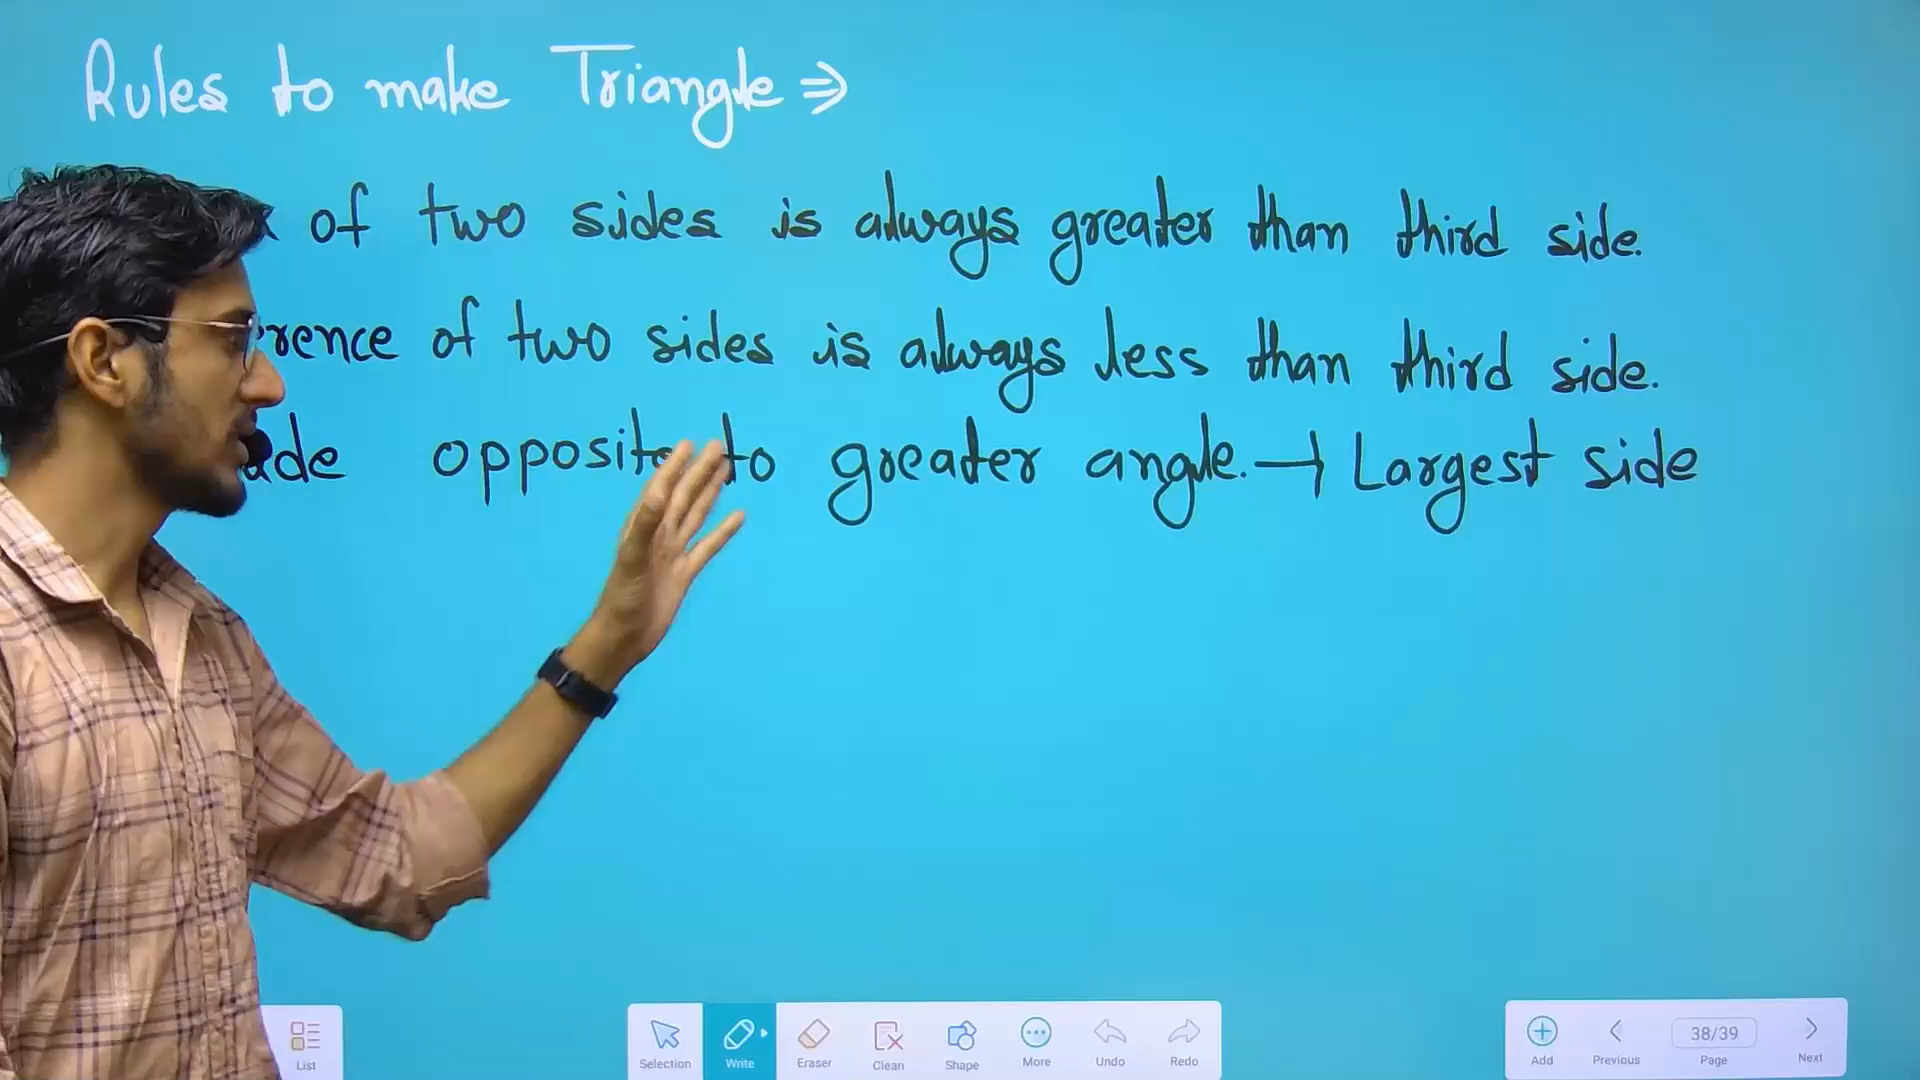 Rules to make Triangle ⇒
of two sides is always greater than third side.
rence of two sides is always less than third side.
opposite to greater angle. → Largest side
List
Selection
Write
Eraser
Clean
Shape
More
Undo
Redo
Add
Previous
38/39
Page
Next